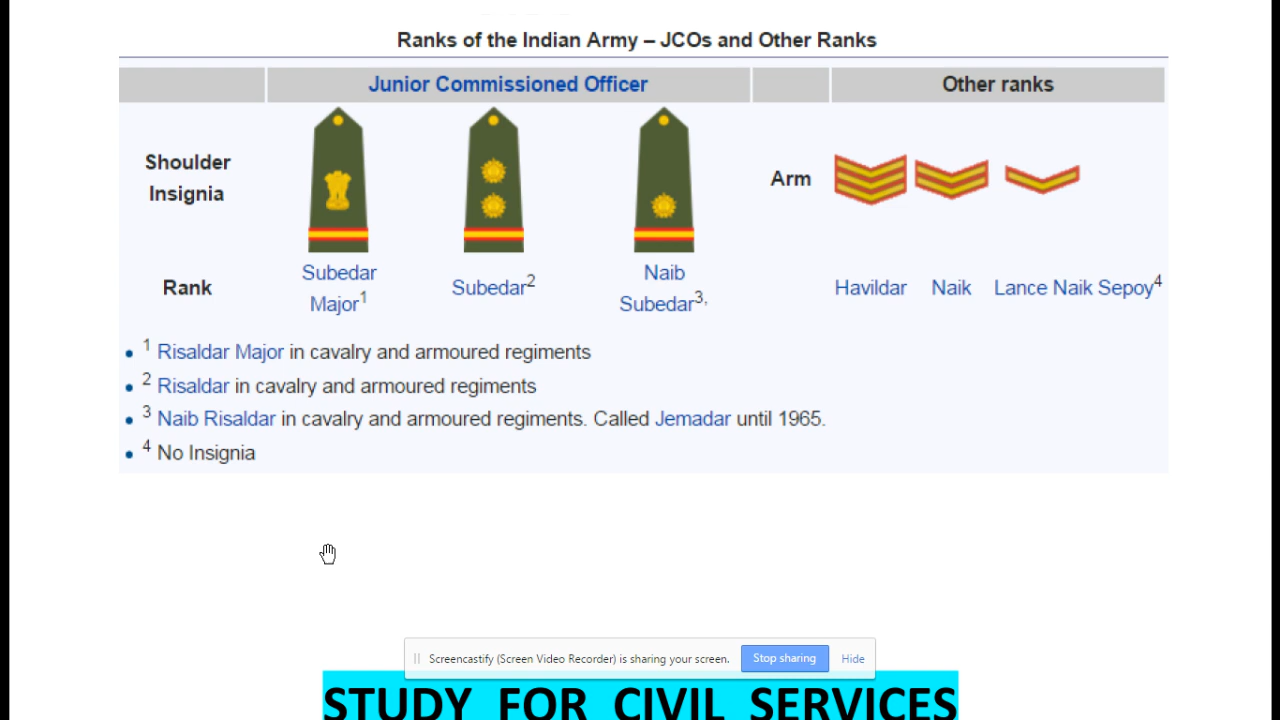 Ranks of the Indian Army – JCOs and Other Ranks
Junior Commissioned Officer Other ranks
Shoulder
Insignia
Arm
Rank
Subedar
Major1
Subedar2
Naib
Subedar3,
Havildar Naik Lance Naik Sepoy4
• 1 Risaldar Major in cavalry and armoured regiments
• 2 Risaldar in cavalry and armoured regiments
• 3 Naib Risaldar in cavalry and armoured regiments. Called Jemadar until 1965.
• 4 No Insignia
Screencastify (Screen Video Recorder) is sharing your screen. Stop sharing Hide
STUDY FOR CIVIL SERVICES